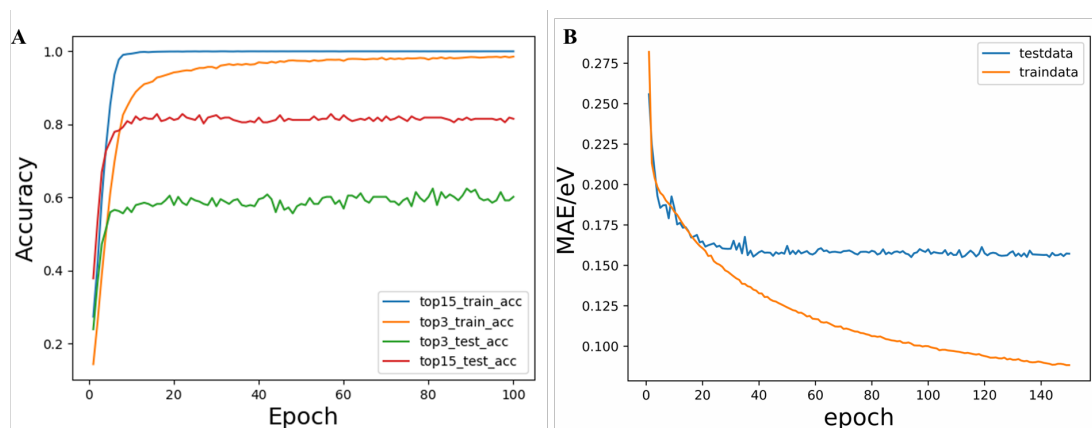 A
Accuracy
1.0
0.8
0.6
0.4
0.2
0
20
40
60
80
100
Epoch
top15_train_acc
top3_train_acc
top3_test_acc
top15_test_acc
B
MAE/eV
0.275
0.250
0.225
0.200
0.175
0.150
0.125
0.100
0
20
40
60
80
100
120
140
epoch
testdata
traindata